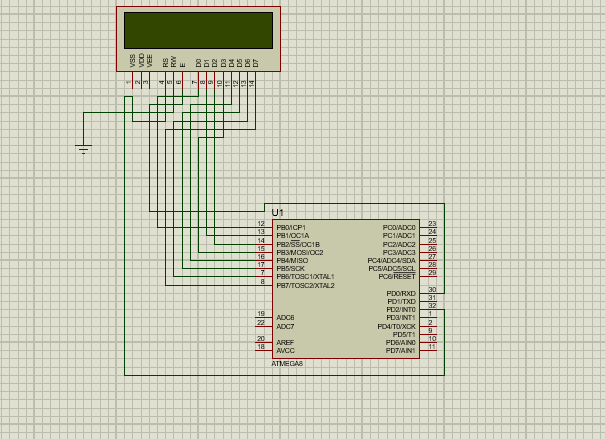 VSS VDD VEE RS RW E D0 D1 D2 D3 D4 D5 D6 D7
1 2 3 4 5 6 7 8 9 10 11 12 13 14
U1
12 PB0/ICP1 PC0/ADC0 23
13 PB1/OC1A PC1/ADC1 24
14 PB2/SS/OC1B PC2/ADC2 25
15 PB3/MOSI/OC2 PC3/ADC3 26
16 PB4/MISO PC4/ADC4/SDA 27
17 PB5/SCK PC5/ADC5/SCL 28
7 PB6/TOSC1/XTAL1 PC6/RESET 29
8 PB7/TOSC2/XTAL2
PD0/RXD 30
PD1/TXD 31
PD2/INT0 32
19 ADC6 PD3/INT1 1
22 ADC7 PD4/T0/XCK 2
PD5/T1 9
20 AREF PD6/AIN0 10
18 AVCC PD7/AIN1 11
ATMEGA8